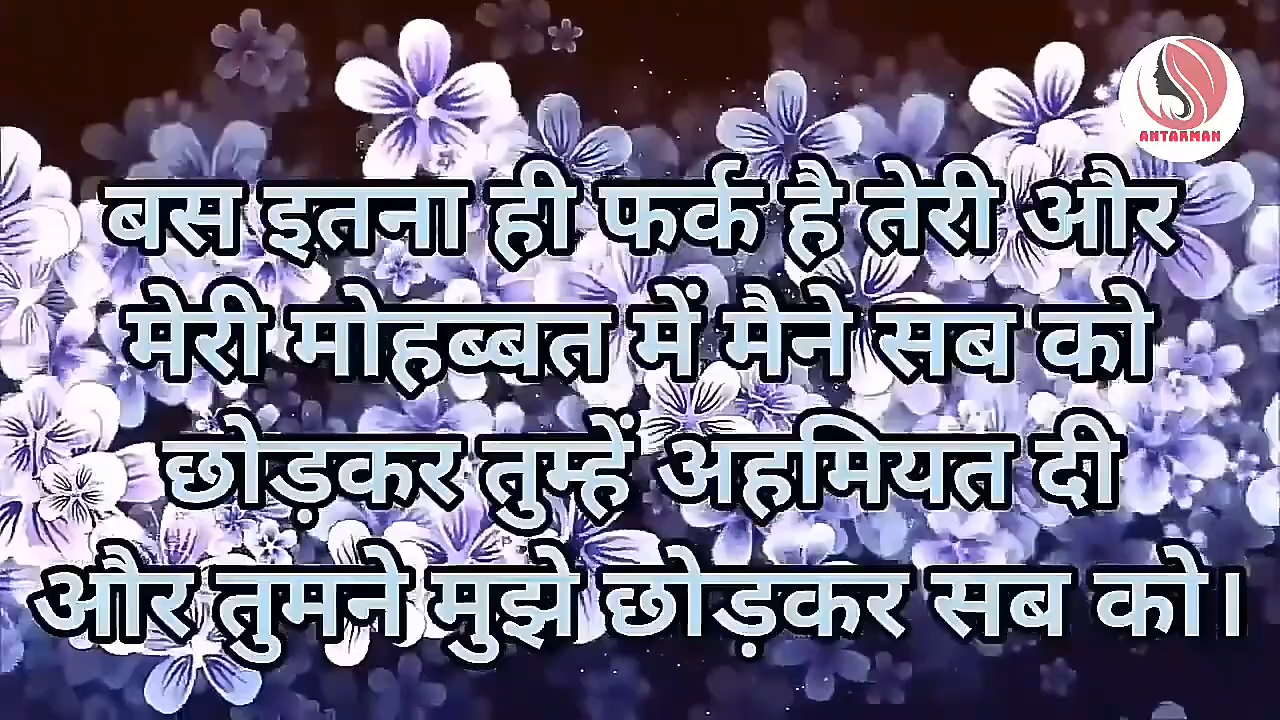 ANTARMAN
बस इतना ही फर्क है तेरी और
मेरी मोहब्बत में मैने सब को
छोड़कर तुम्हें अहमियत दी
और तुमने मुझे छोड़कर सब को।